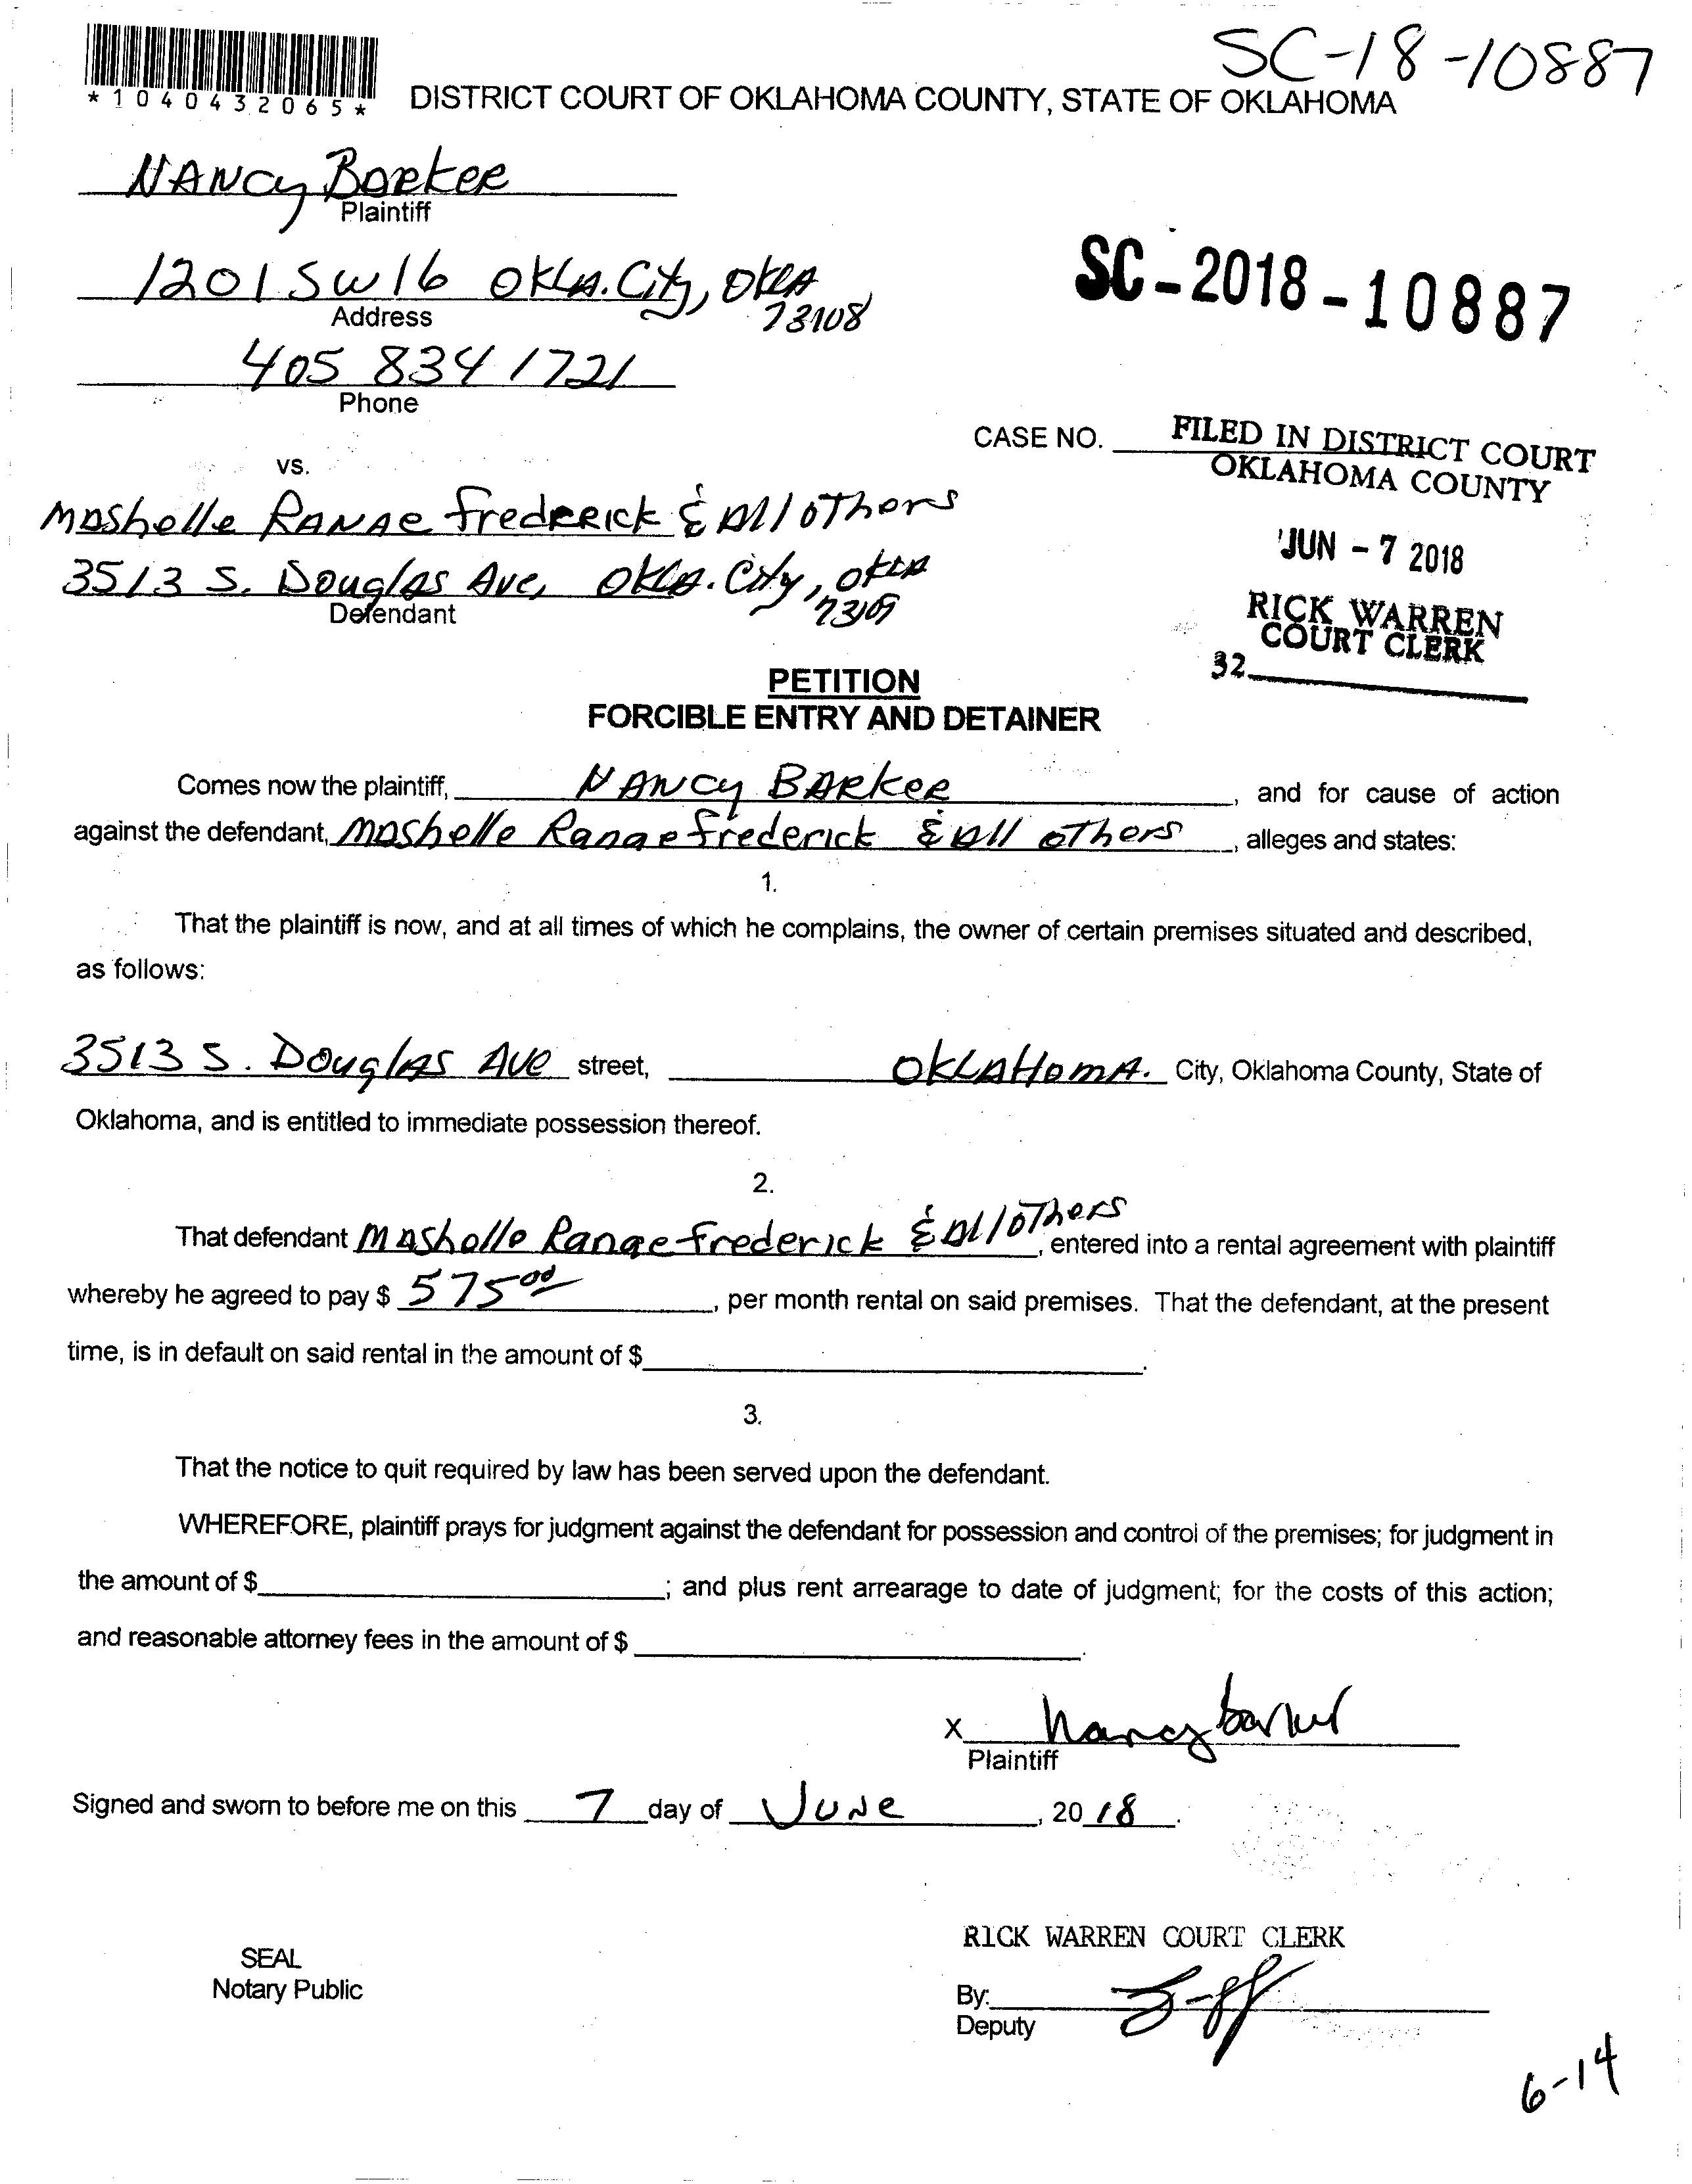 SC-18-10887
*1040432065*
DISTRICT COURT OF OKLAHOMA COUNTY, STATE OF OKLAHOMA
NANCy BARkeR
Plaintiff
1201 SW 16 OKLA. City, OKLA
73108
Address
SC-2018-10887
405 834 1721
Phone
CASE NO.
FILED IN DISTRICT COURT
OKLAHOMA COUNTY
vs.
MAShelle RANAe fredeRick & All oThers
JUN - 7 2018
3513 S. Douglas Ave, OKLA. City, OKLA
73109
Defendant
RICK WARREN
COURT CLERK
32
PETITION
FORCIBLE ENTRY AND DETAINER
Comes now the plaintiff, NANCy BARkeR, and for cause of action
against the defendant, MAShelle Ranae frederick & All oThers, alleges and states:
1.
That the plaintiff is now, and at all times of which he complains, the owner of certain premises situated and described,
as follows:
3513 S. Douglas Ave street, OKLAHomA. City, Oklahoma County, State of
Oklahoma, and is entitled to immediate possession thereof.
2.
That defendant MAShelle Ranae frederick & All oThers, entered into a rental agreement with plaintiff
whereby he agreed to pay $ 575 00, per month rental on said premises. That the defendant, at the present
time, is in default on said rental in the amount of $ .
3.
That the notice to quit required by law has been served upon the defendant.
WHEREFORE, plaintiff prays for judgment against the defendant for possession and control of the premises; for judgment in
the amount of $ ; and plus rent arrearage to date of judgment; for the costs of this action;
and reasonable attorney fees in the amount of $ .
X Nancy barker
Plaintiff
Signed and sworn to before me on this 7 day of JuNe, 20 18.
RICK WARREN COURT CLERK
SEAL
Notary Public
By:
Deputy
6-14